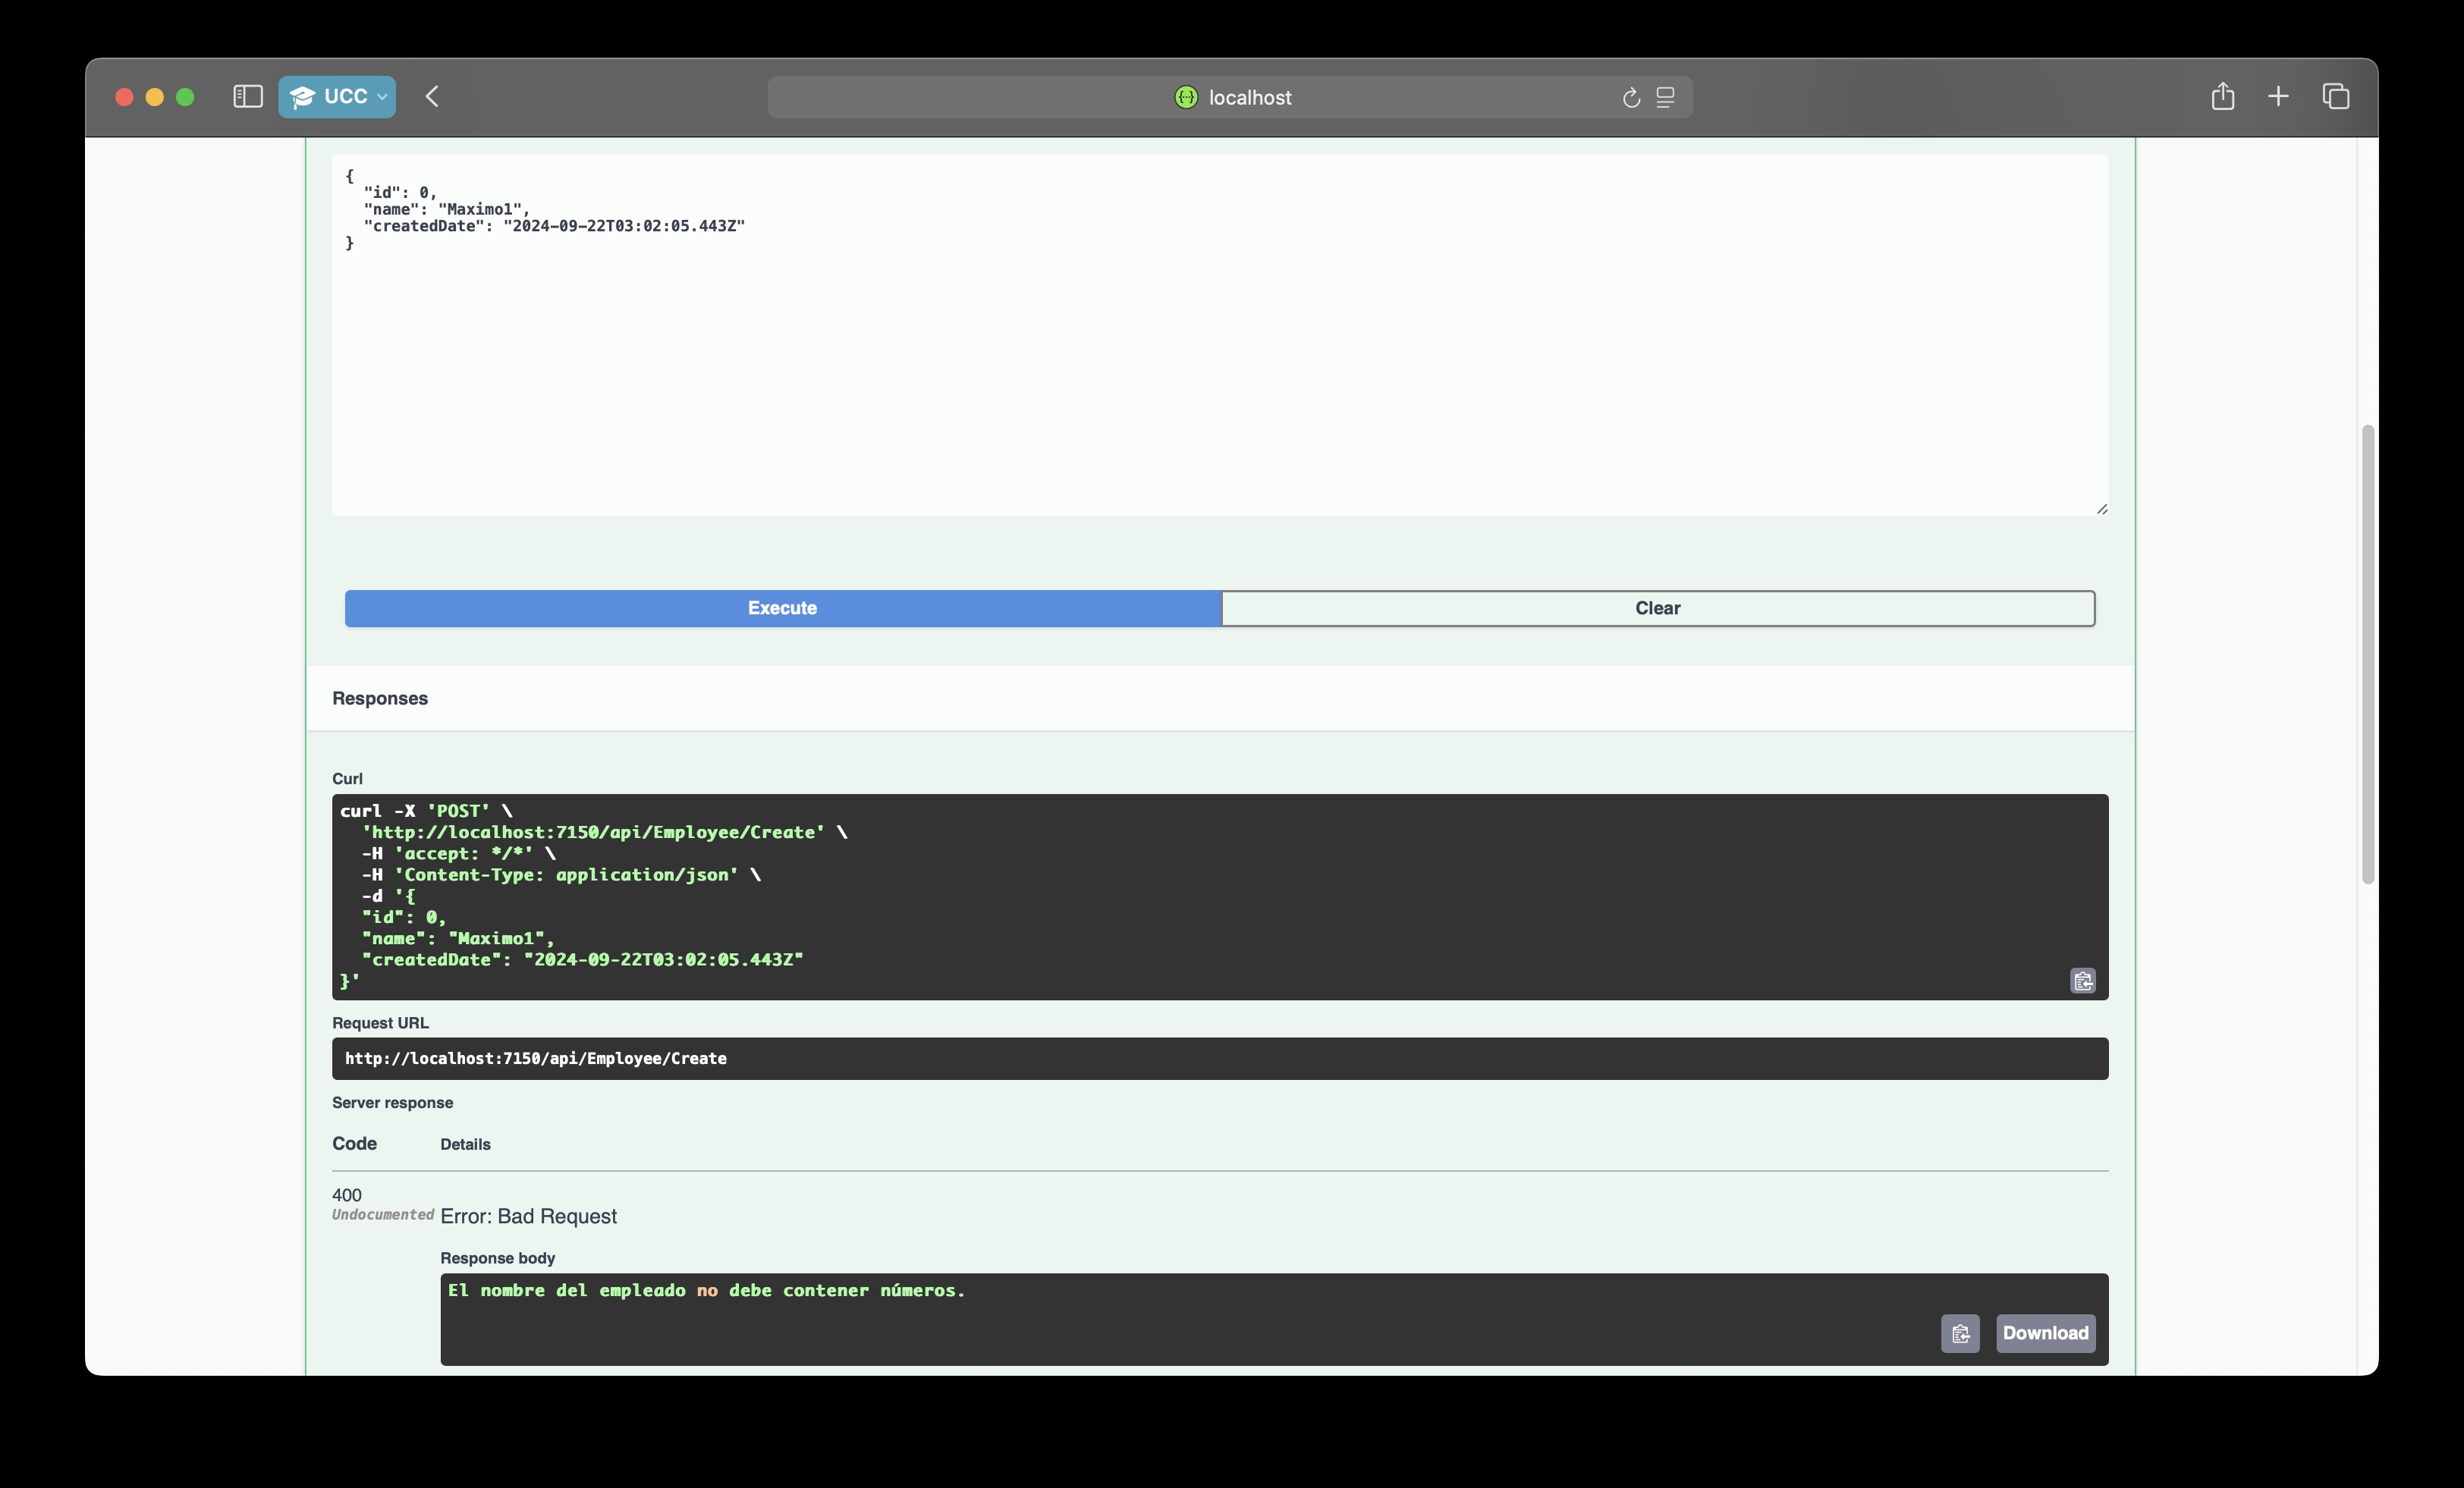 UCC
localhost
{
  "id": 0,
  "name": "Maximo1",
  "createdDate": "2024-09-22T03:02:05.443Z"
}
Execute
Clear
Responses
Curl
curl -X 'POST' \
  'http://localhost:7150/api/Employee/Create' \
  -H 'accept: */*' \
  -H 'Content-Type: application/json' \
  -d '{
  "id": 0,
  "name": "Maximo1",
  "createdDate": "2024-09-22T03:02:05.443Z"
}'
Request URL
http://localhost:7150/api/Employee/Create
Server response
Code Details
400
Undocumented Error: Bad Request
Response body
El nombre del empleado no debe contener números.
Download